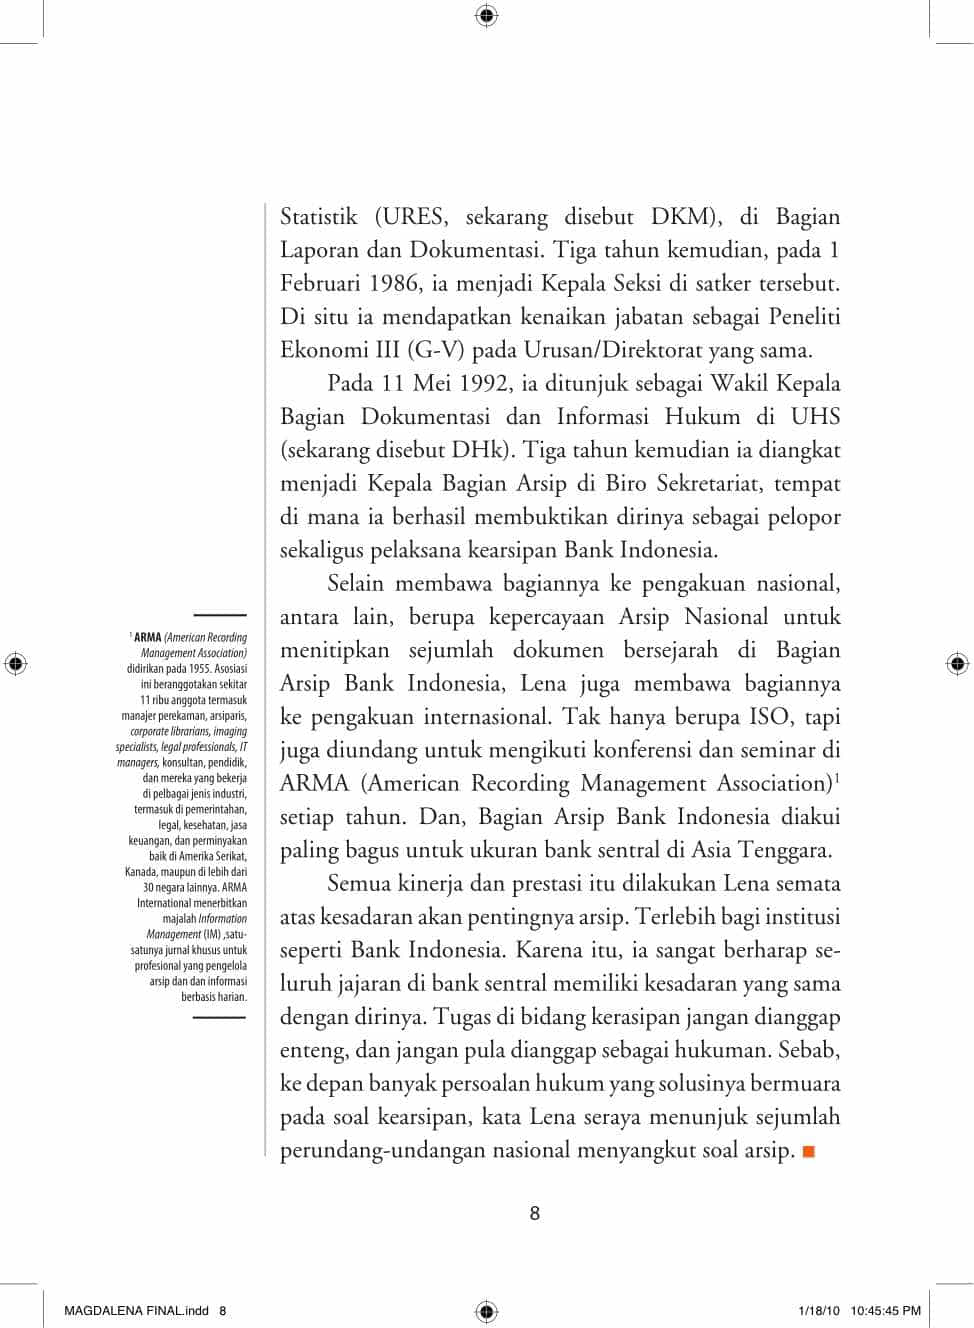 Statistik (URES, sekarang disebut DKM), di Bagian
Laporan dan Dokumentasi. Tiga tahun kemudian, pada 1
Februari 1986, ia menjadi Kepala Seksi di satker tersebut.
Di situ ia mendapatkan kenaikan jabatan sebagai Peneliti
Ekonomi III (G-V) pada Urusan/Direktorat yang sama.
Pada 11 Mei 1992, ia ditunjuk sebagai Wakil Kepala
Bagian Dokumentasi dan Informasi Hukum di UHS
(sekarang disebut DHk). Tiga tahun kemudian ia diangkat
menjadi Kepala Bagian Arsip di Biro Sekretariat, tempat
di mana ia berhasil membuktikan dirinya sebagai pelopor
sekaligus pelaksana kearsipan Bank Indonesia.
Selain membawa bagiannya ke pengakuan nasional,
antara lain, berupa kepercayaan Arsip Nasional untuk
menitipkan sejumlah dokumen bersejarah di Bagian
Arsip Bank Indonesia, Lena juga membawa bagiannya
ke pengakuan internasional. Tak hanya berupa ISO, tapi
juga diundang untuk mengikuti konferensi dan seminar di
ARMA (American Recording Management Association)¹
setiap tahun. Dan, Bagian Arsip Bank Indonesia diakui
paling bagus untuk ukuran bank sentral di Asia Tenggara.
Semua kinerja dan prestasi itu dilakukan Lena semata
atas kesadaran akan pentingnya arsip. Terlebih bagi institusi
seperti Bank Indonesia. Karena itu, ia sangat berharap se-
luruh jajaran di bank sentral memiliki kesadaran yang sama
dengan dirinya. Tugas di bidang kerasipan jangan dianggap
enteng, dan jangan pula dianggap sebagai hukuman. Sebab,
ke depan banyak persoalan hukum yang solusinya bermuara
pada soal kearsipan, kata Lena seraya menunjuk sejumlah
perundang-undangan nasional menyangkut soal arsip.
¹ ARMA (American Recording
Management Association)
didirikan pada 1955. Asosiasi
ini beranggotakan sekitar
11 ribu anggota termasuk
manajer perekaman, arsiparis,
corporate librarians, imaging
specialists, legal professionals, IT
managers, konsultan, pendidik,
dan mereka yang bekerja
di pelbagai jenis industri,
termasuk di pemerintahan,
legal, kesehatan, jasa
keuangan, dan perminyakan
baik di Amerika Serikat,
Kanada, maupun di lebih dari
30 negara lainnya. ARMA
International menerbitkan
majalah Information
Management (IM) ,satu-
satunya jurnal khusus untuk
profesional yang pengelola
arsip dan dan informasi
berbasis harian.
8
MAGDALENA FINAL.indd 8
1/18/10 10:45:45 PM